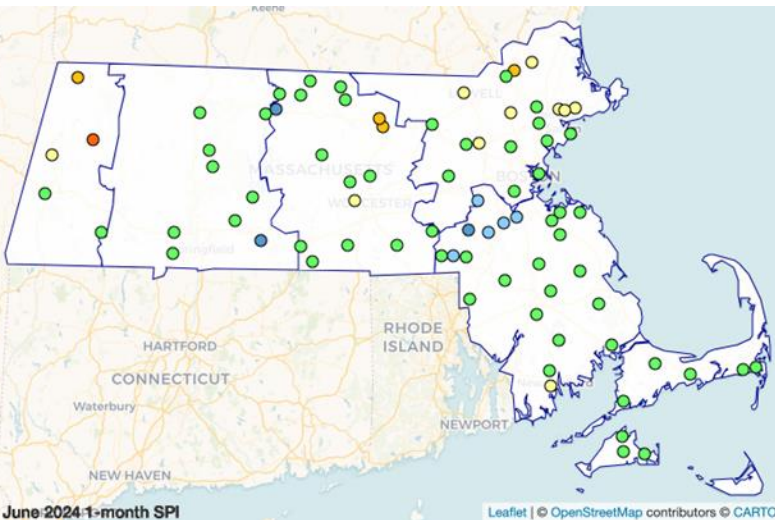 Keene
LOWELL
MASSACHUSETTS
BOSTON
WORCESTER
Springfield
RHODE
ISLAND
HARTFORD
CONNECTICUT
Waterbury
NEWPORT
NEW HAVEN
June 2024 1-month SPI
Leaflet | © OpenStreetMap contributors © CARTO